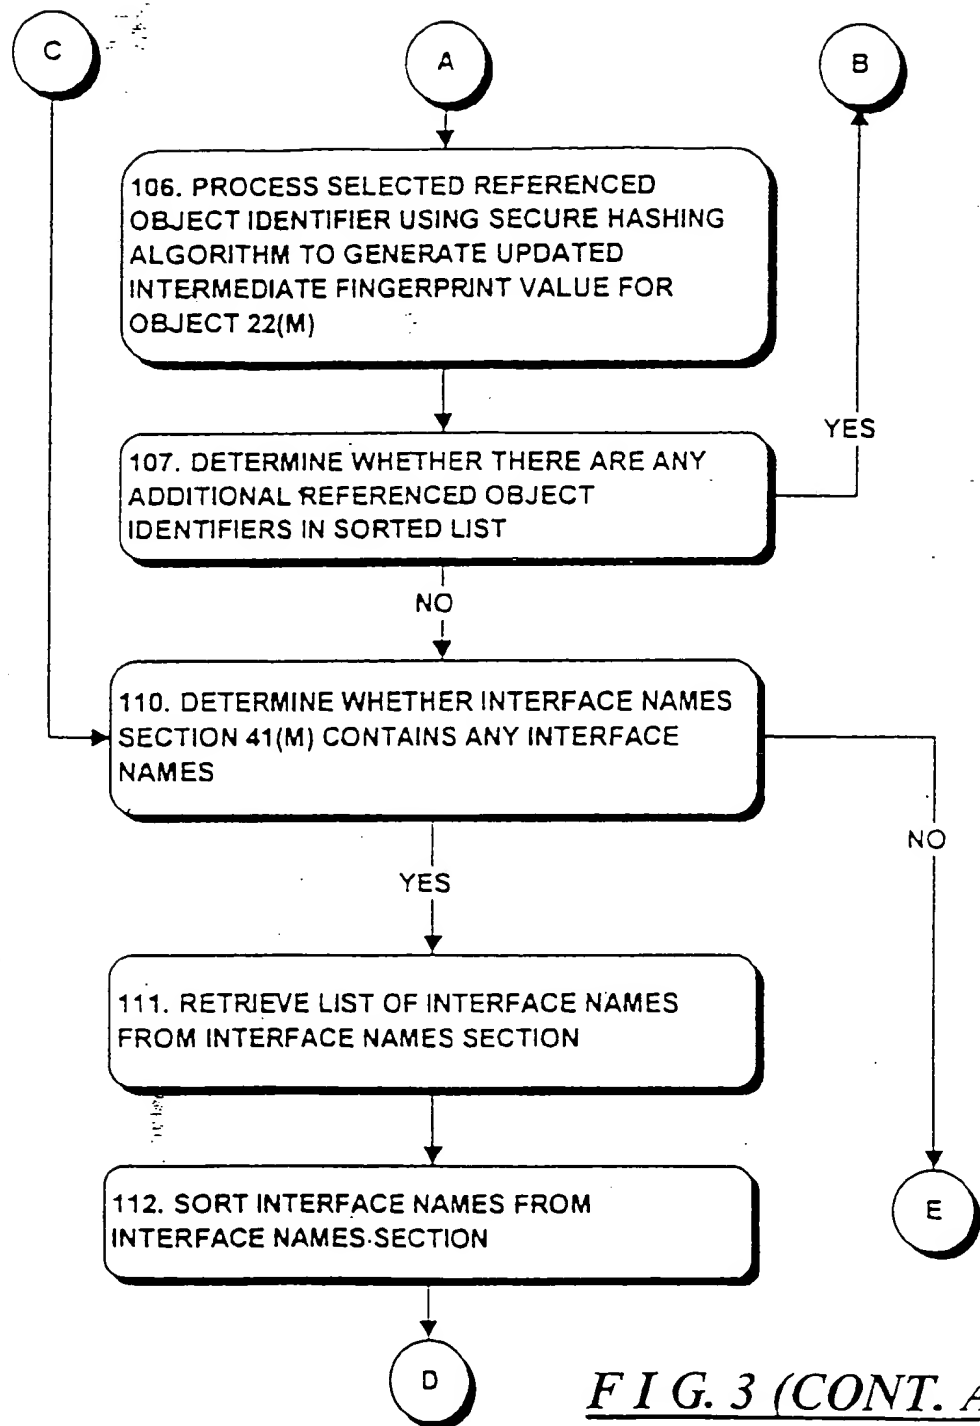 C
A
B
106. PROCESS SELECTED REFERENCED
OBJECT IDENTIFIER USING SECURE HASHING
ALGORITHM TO GENERATE UPDATED
INTERMEDIATE FINGERPRINT VALUE FOR
OBJECT 22(M)
YES
107. DETERMINE WHETHER THERE ARE ANY
ADDITIONAL REFERENCED OBJECT
IDENTIFIERS IN SORTED LIST
NO
110. DETERMINE WHETHER INTERFACE NAMES
SECTION 41(M) CONTAINS ANY INTERFACE
NAMES
NO
YES
111. RETRIEVE LIST OF INTERFACE NAMES
FROM INTERFACE NAMES SECTION
112. SORT INTERFACE NAMES FROM
INTERFACE NAMES SECTION
E
D
F I G. 3 (CONT. A